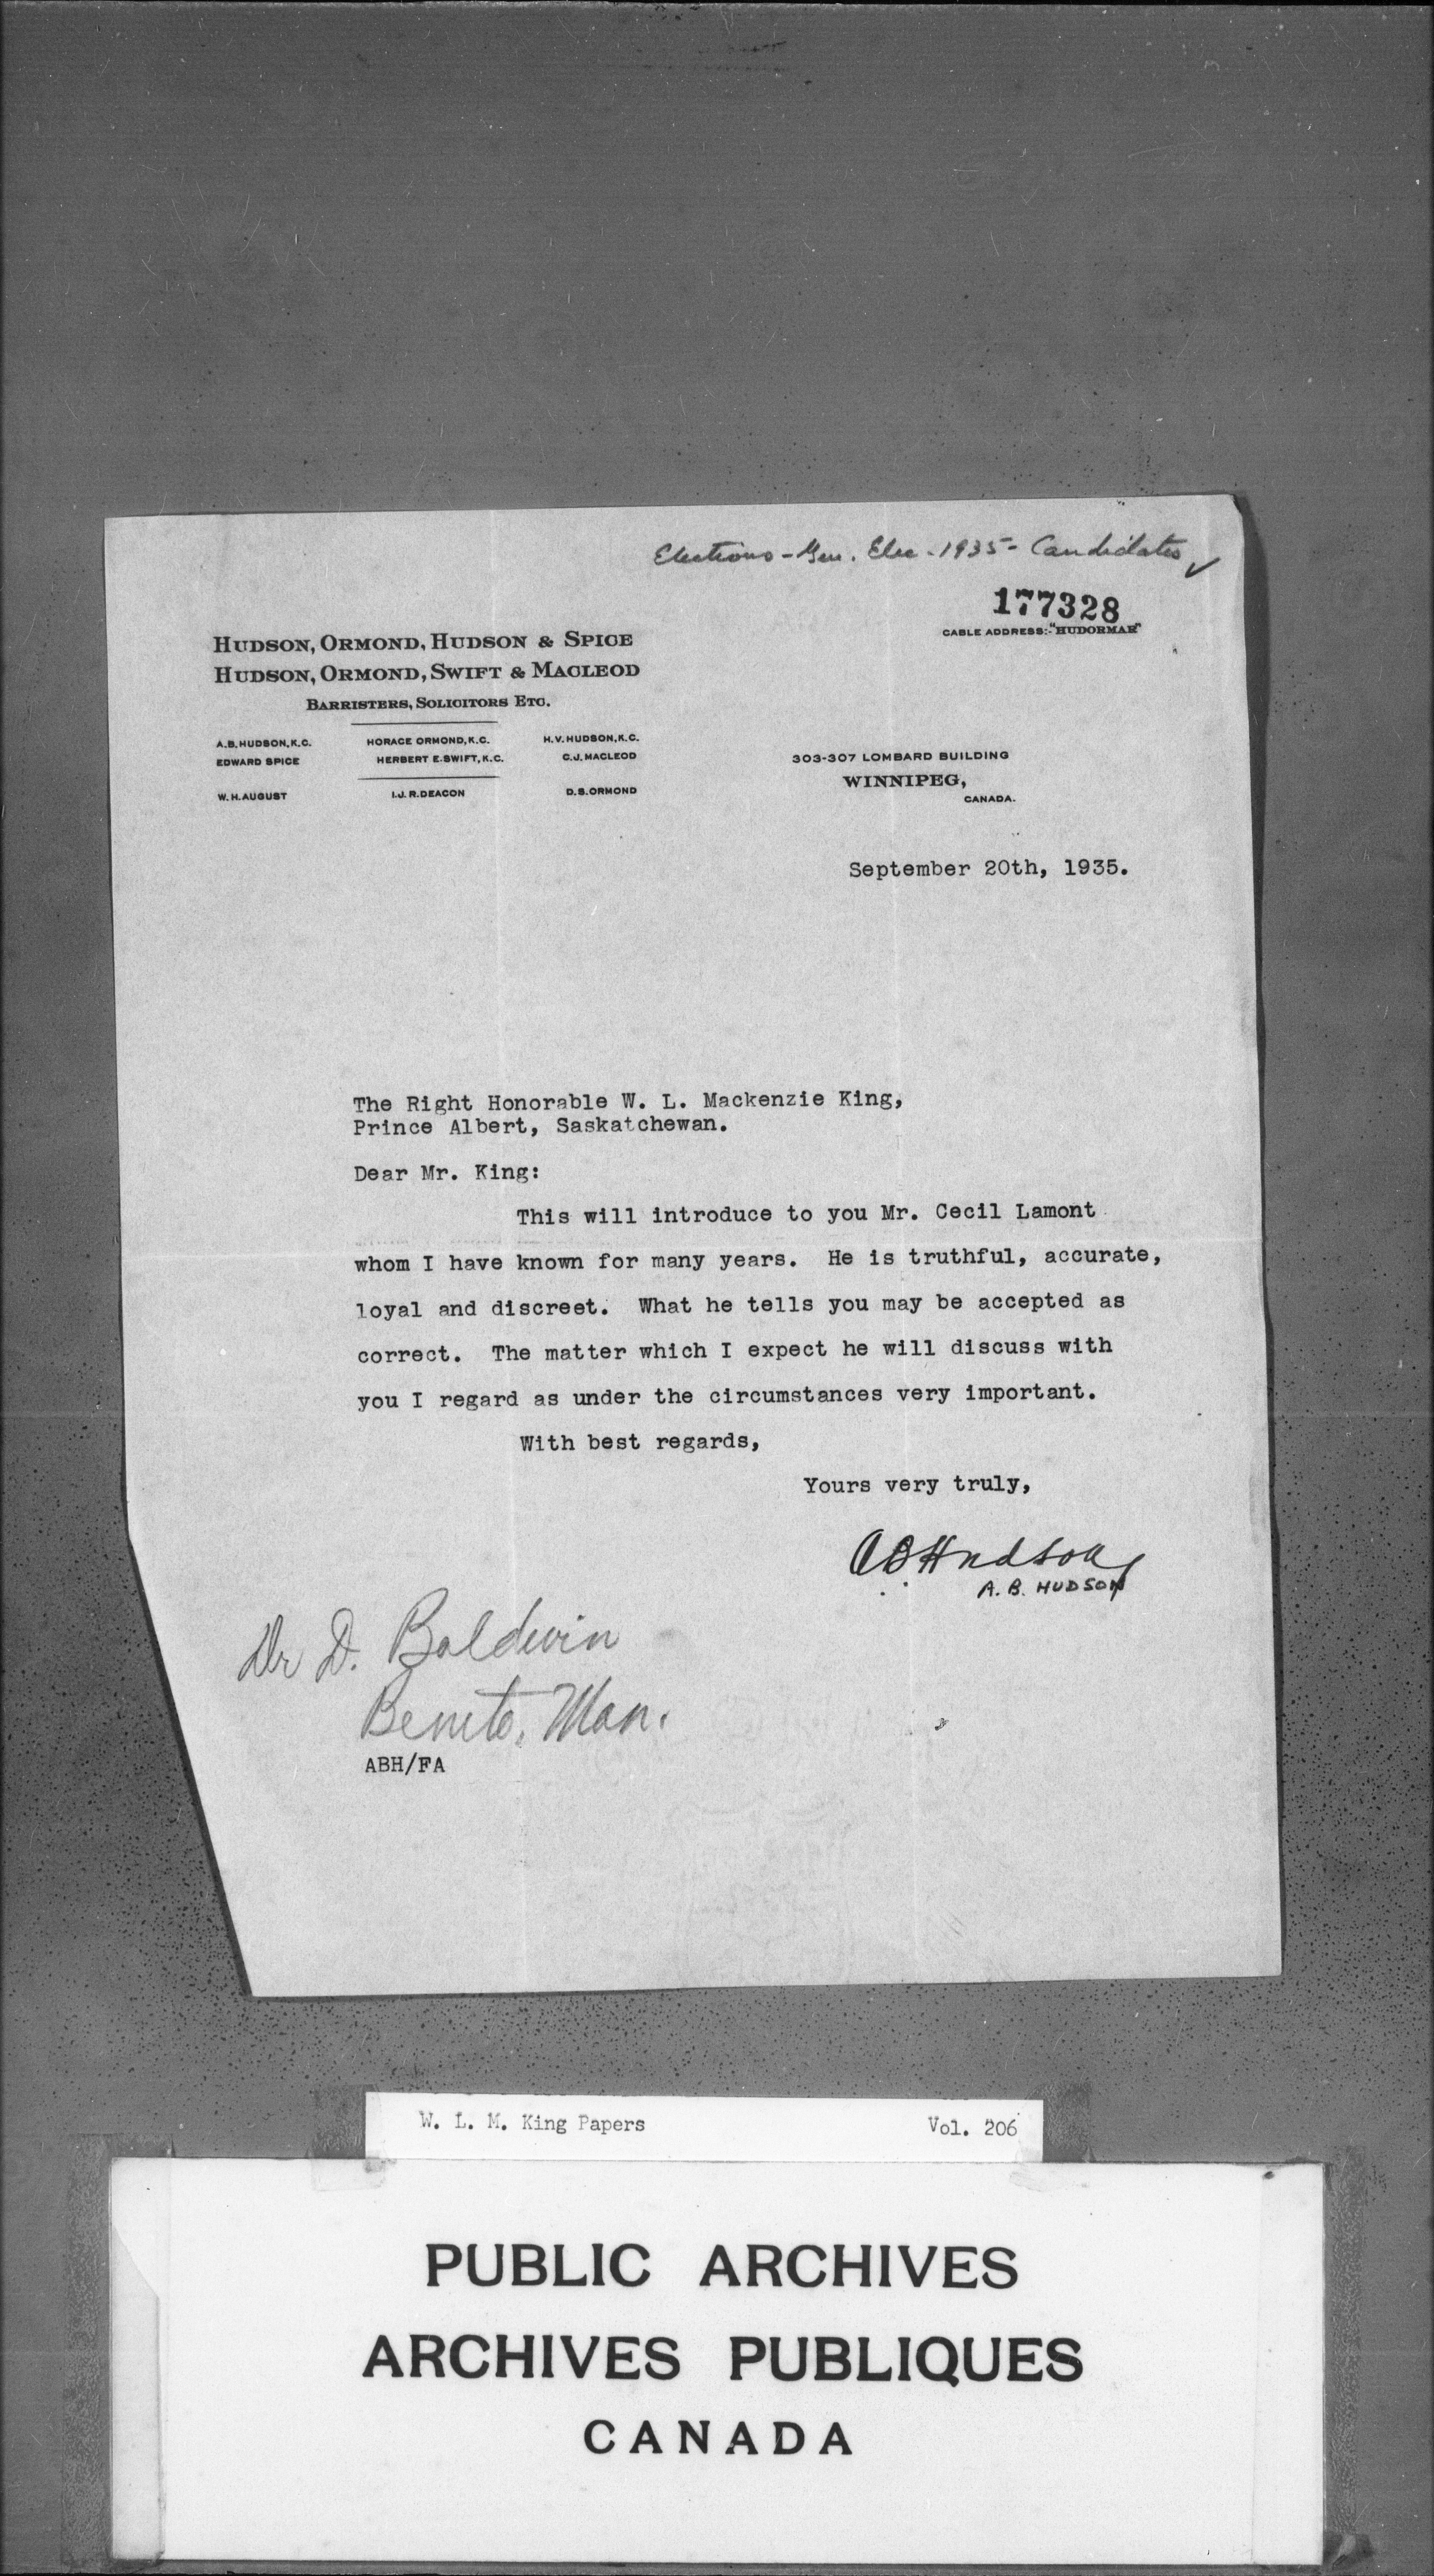 Elections - Gen. Elec. 1935 - Candidates ✓
177328
CABLE ADDRESS:-"HUDORMAR"
HUDSON, ORMOND, HUDSON & SPICE
HUDSON, ORMOND, SWIFT & MACLEOD
BARRISTERS, SOLICITORS ETC.
A.B. HUDSON, K.C. HORACE ORMOND, K.C. H.V. HUDSON, K.C.
EDWARD SPICE HERBERT E. SWIFT, K.C. C.J. MACLEOD
W.H. AUGUST I.J.R. DEACON D.S. ORMOND
303-307 LOMBARD BUILDING
WINNIPEG,
CANADA.
September 20th, 1935.
The Right Honorable W. L. Mackenzie King,
Prince Albert, Saskatchewan.
Dear Mr. King:
This will introduce to you Mr. Cecil Lamont
whom I have known for many years. He is truthful, accurate,
loyal and discreet. What he tells you may be accepted as
correct. The matter which I expect he will discuss with
you I regard as under the circumstances very important.
With best regards,
Yours very truly,
A B Hudson
A. B. HUDSON
Dr D. Baldwin
Benito, Man.
ABH/FA
W. L. M. King Papers Vol. 206
PUBLIC ARCHIVES
ARCHIVES PUBLIQUES
CANADA